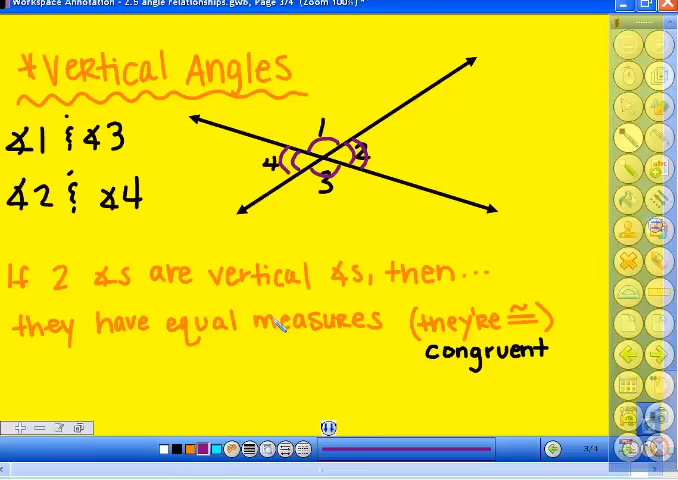 Workspace Annotation - 2.5 angle relationships.gwb, Page 3/4 (Zoom 100%) *
*Vertical Angles
∡1 & ∡3
∡2 & ∡4
1
2
3
4
If 2 ∡s are vertical ∡s, then...
they have equal measures (they're ≅)
congruent
3/4